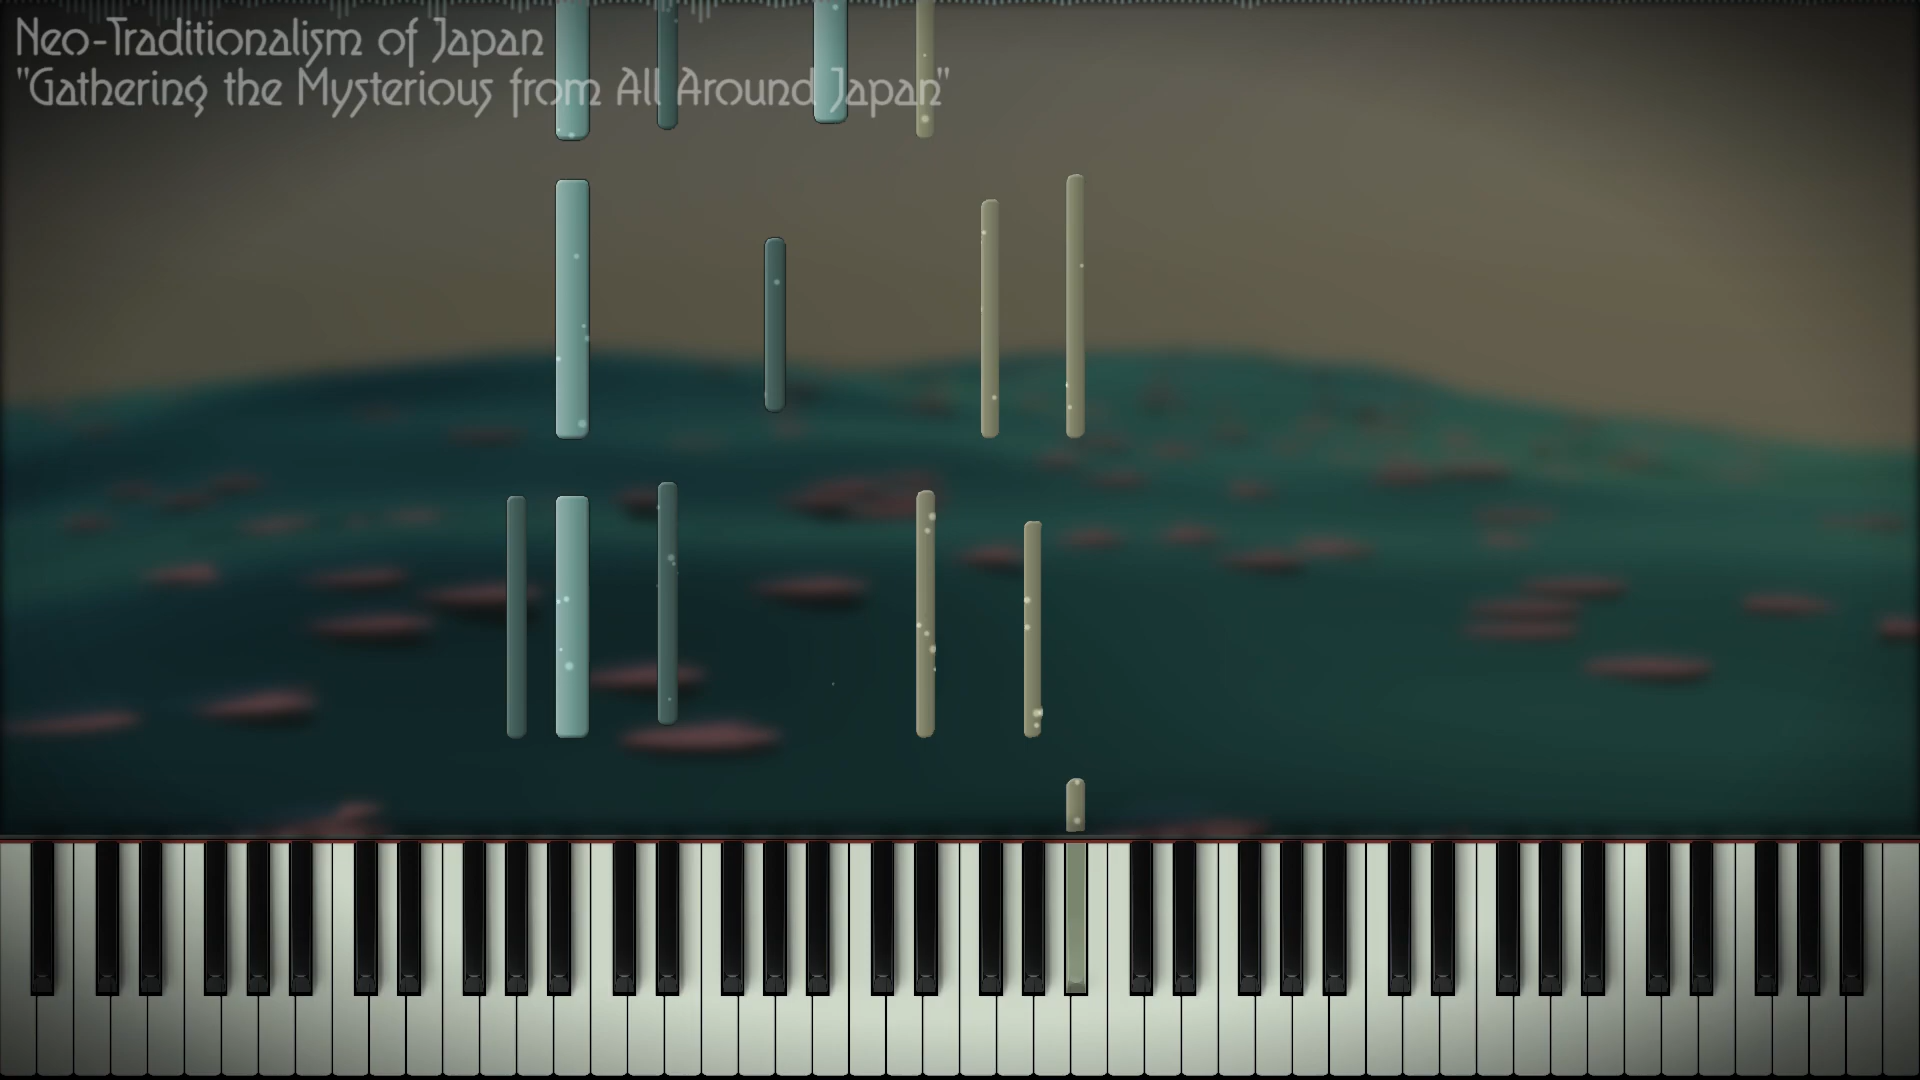 Neo-Traditionalism of Japan
"Gathering the Mysterious from All Around Japan"